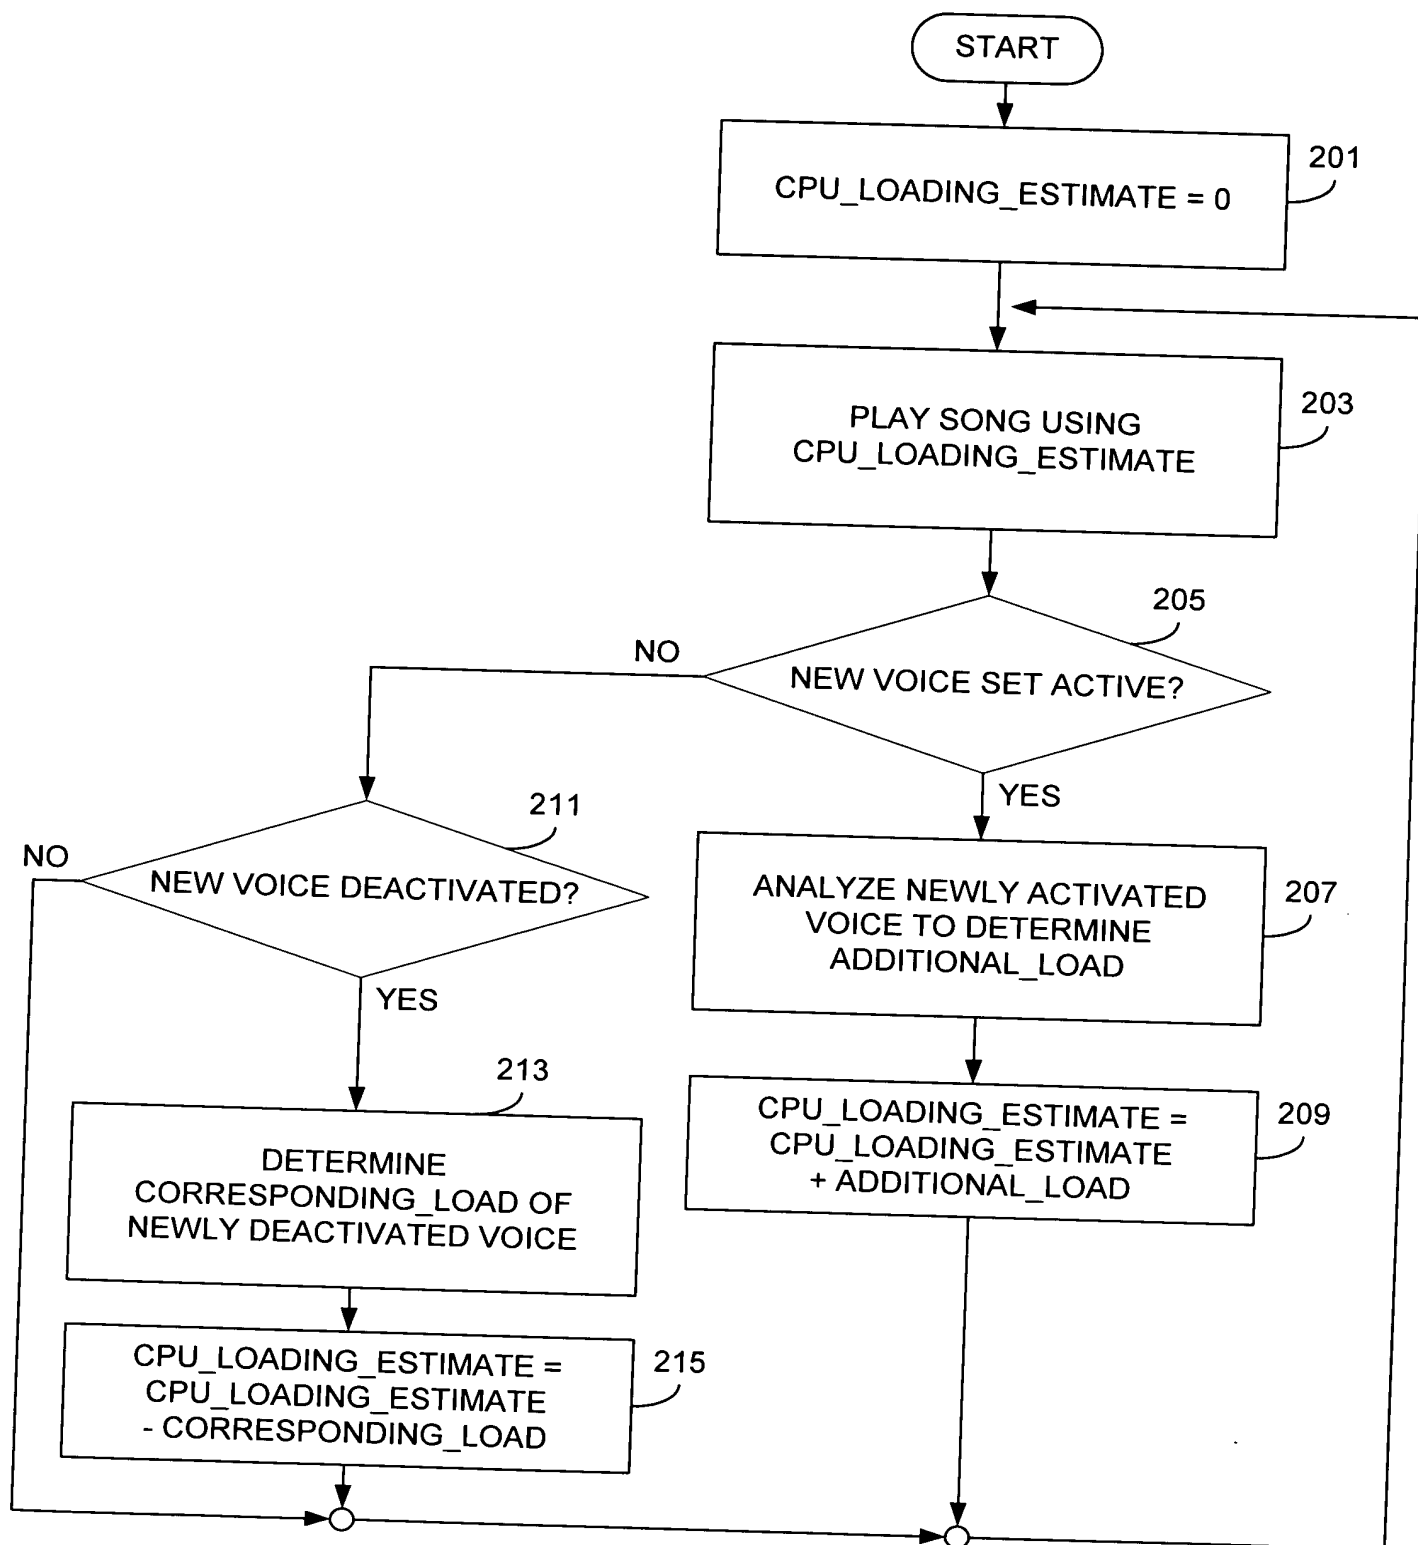 START
201
CPU_LOADING_ESTIMATE = 0
203
PLAY SONG USING
CPU_LOADING_ESTIMATE
205
NO
NEW VOICE SET ACTIVE?
YES
211
NO
NEW VOICE DEACTIVATED?
YES
207
ANALYZE NEWLY ACTIVATED
VOICE TO DETERMINE
ADDITIONAL_LOAD
209
CPU_LOADING_ESTIMATE =
CPU_LOADING_ESTIMATE
+ ADDITIONAL_LOAD
213
DETERMINE
CORRESPONDING_LOAD OF
NEWLY DEACTIVATED VOICE
215
CPU_LOADING_ESTIMATE =
CPU_LOADING_ESTIMATE
- CORRESPONDING_LOAD